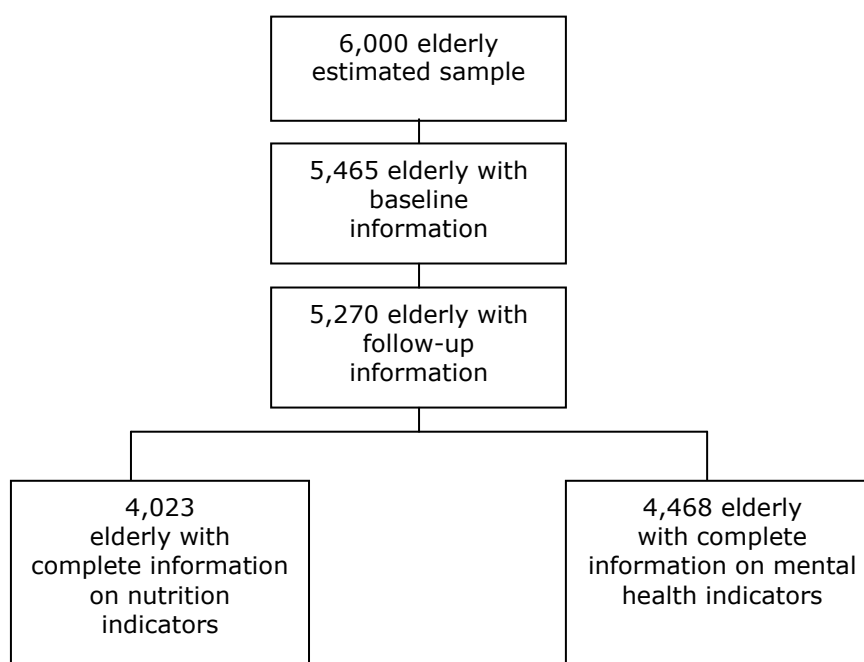 6,000 elderly
estimated sample
5,465 elderly with
baseline
information
5,270 elderly with
follow-up
information
4,023
elderly with
complete information
on nutrition
indicators
4,468 elderly
with complete
information on mental
health indicators